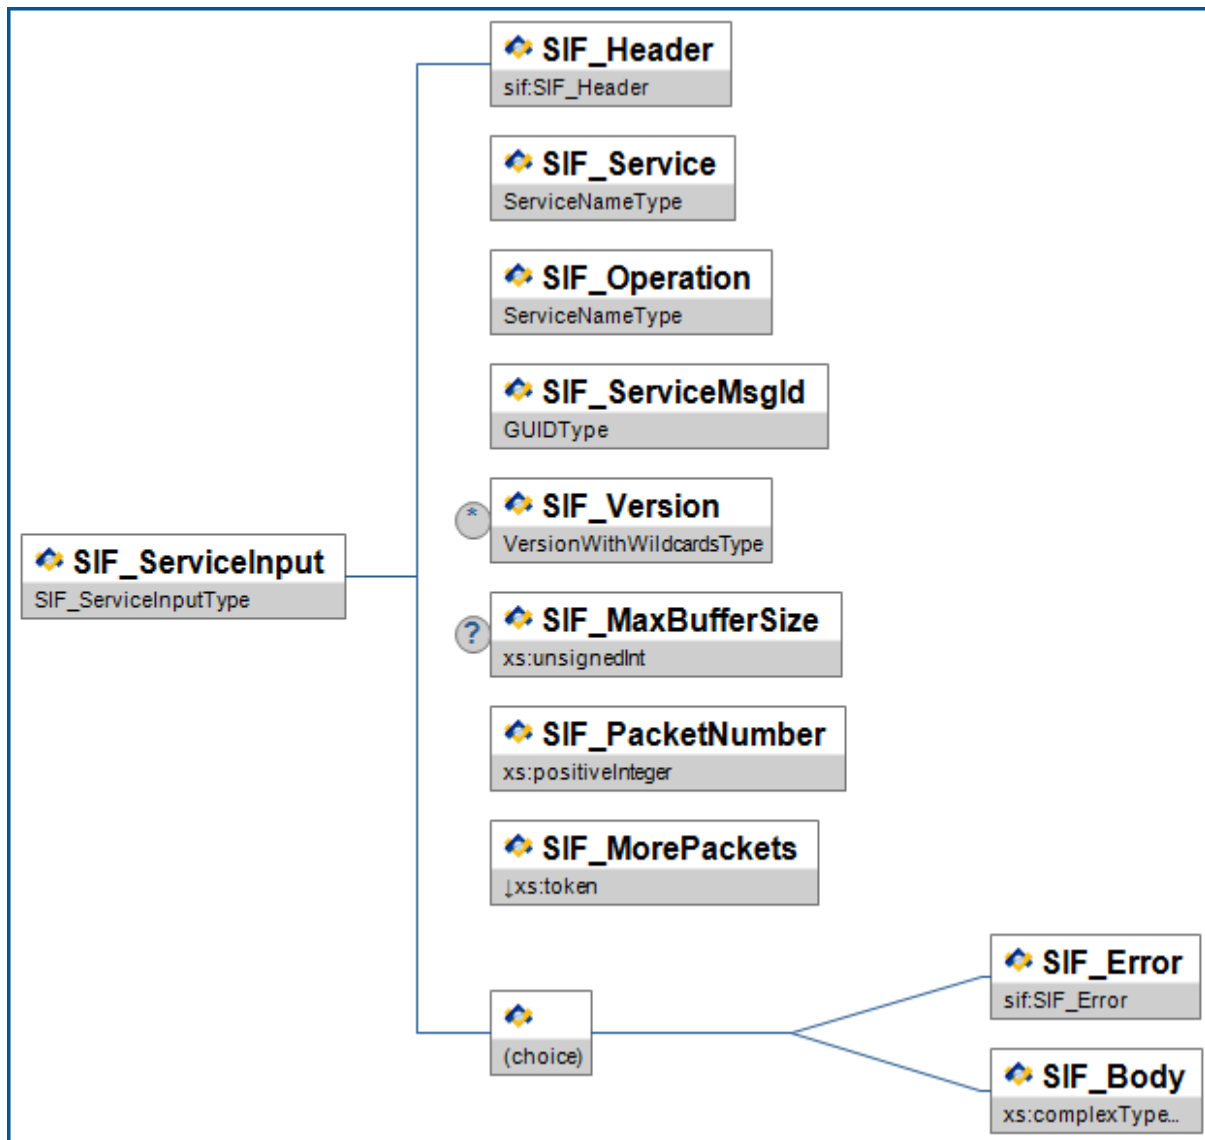 SIF_Header
sif:SIF_Header
SIF_Service
ServiceNameType
SIF_Operation
ServiceNameType
SIF_ServiceMsgId
GUIDType
*
SIF_Version
VersionWithWildcardsType
SIF_ServiceInput
SIF_ServiceInputType
?
SIF_MaxBufferSize
xs:unsignedInt
SIF_PacketNumber
xs:positiveInteger
SIF_MorePackets
↓xs:token
(choice)
SIF_Error
sif:SIF_Error
SIF_Body
xs:complexType...